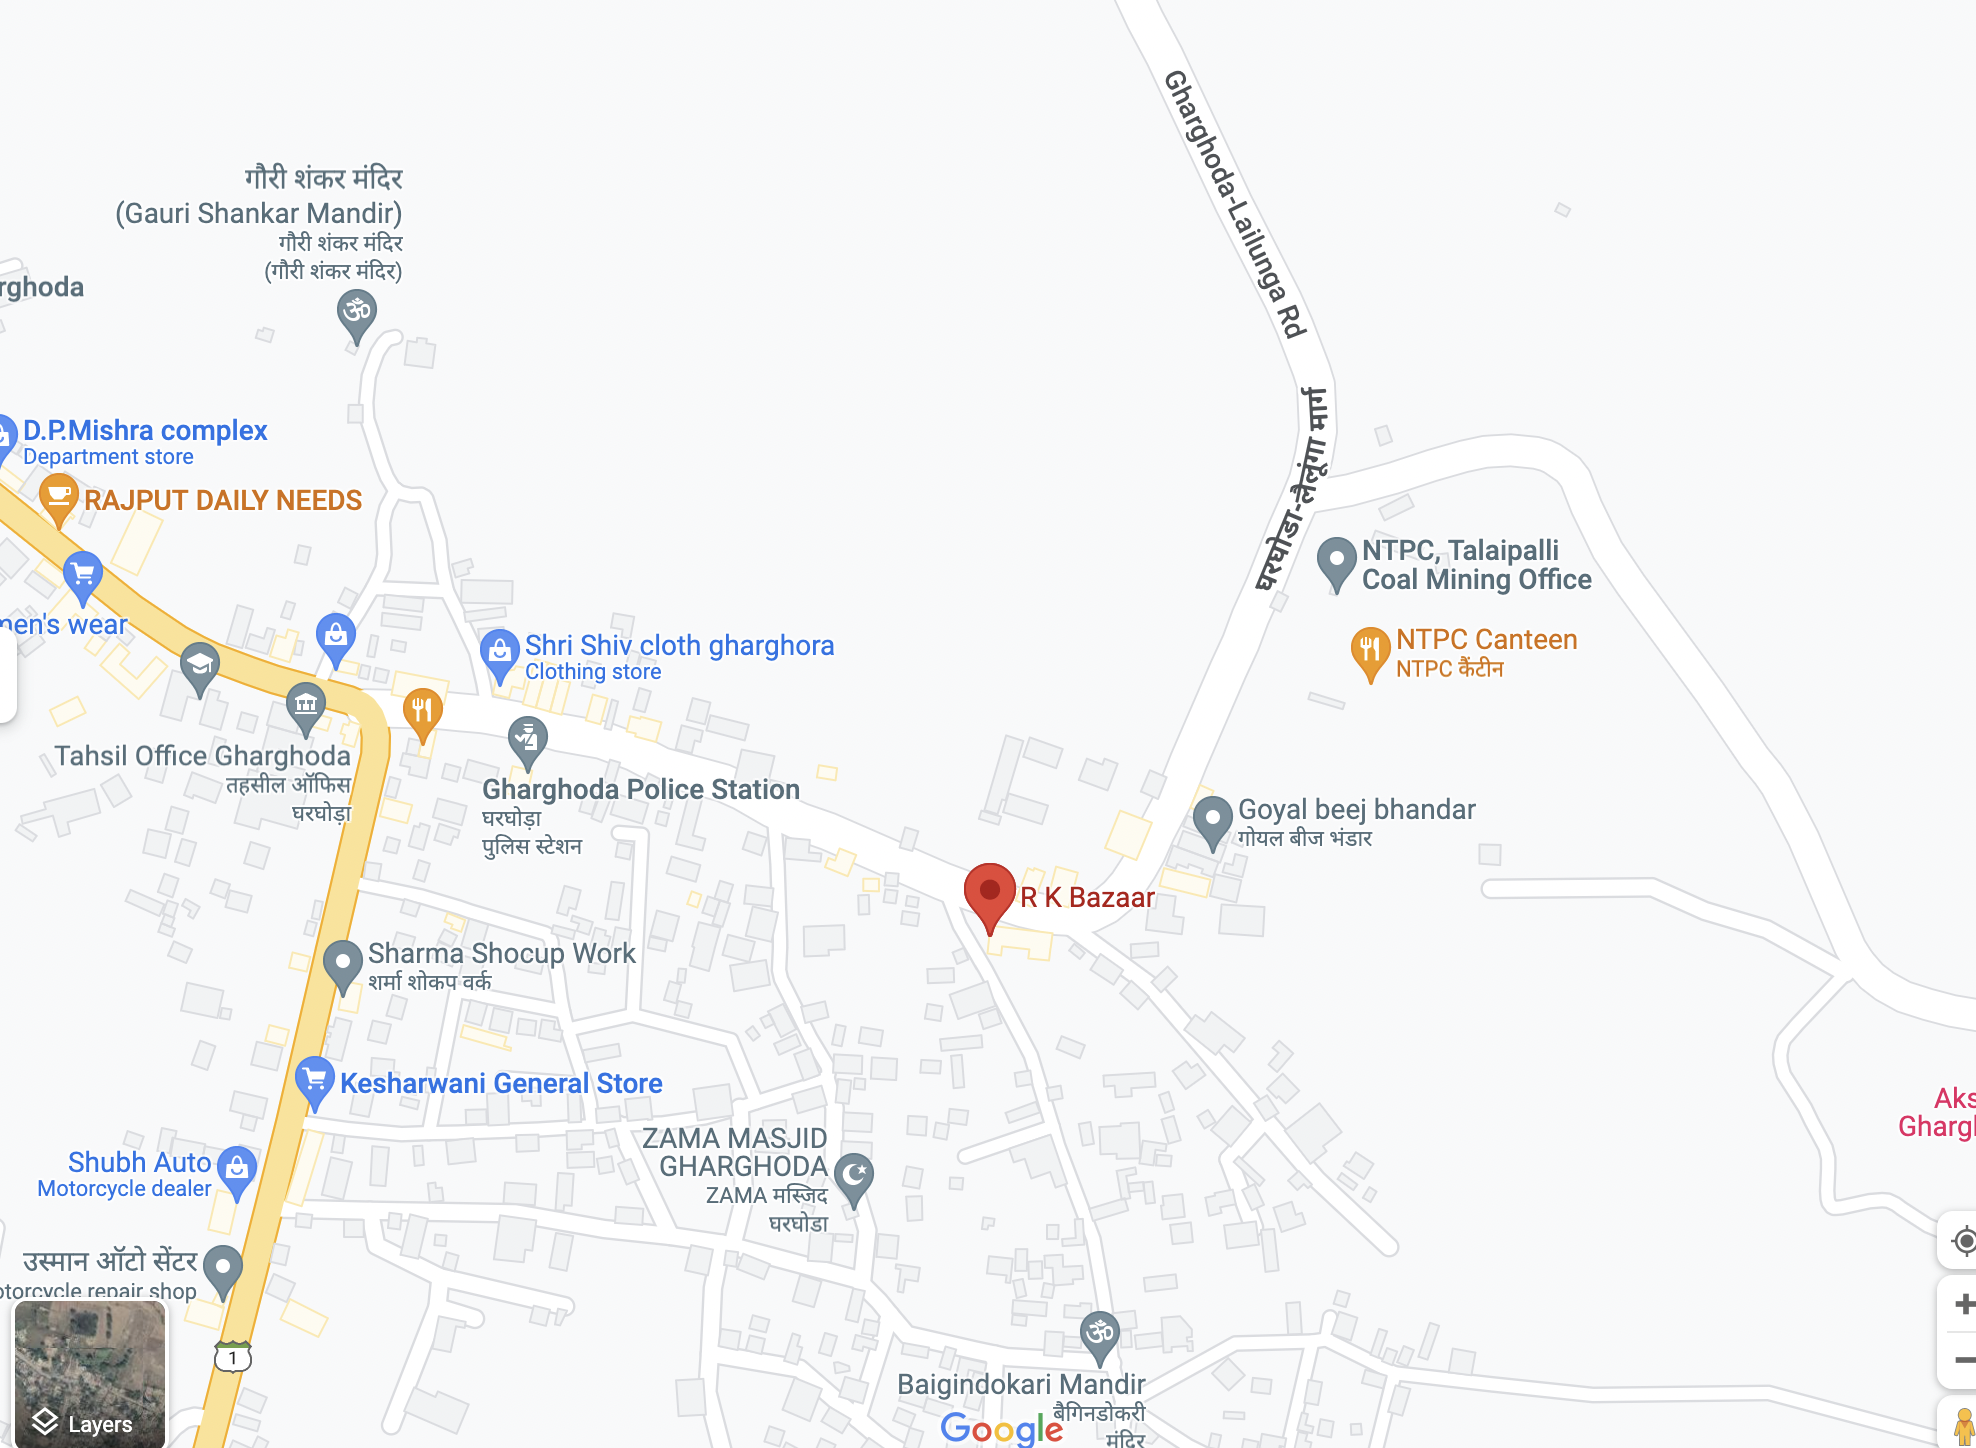 Gharghoda-Lailunga Rd
गौरी शंकर मंदिर
(Gauri Shankar Mandir)
गौरी शंकर मंदिर
(गौरी शंकर मंदिर)
rghoda
घरघोडा-लैलूंगा मार्ग
D.P.Mishra complex
Department store
RAJPUT DAILY NEEDS
NTPC, Talaipalli
Coal Mining Office
men's wear
Shri Shiv cloth gharghora
Clothing store
NTPC Canteen
NTPC कैंटीन
Tahsil Office Gharghoda
तहसील ऑफिस
घरघोड़ा
Gharghoda Police Station
घरघोड़ा
पुलिस स्टेशन
Goyal beej bhandar
गोयल बीज भंडार
R K Bazaar
Sharma Shocup Work
शर्मा शोकप वर्क
Kesharwani General Store
Aks
Gharg
ZAMA MASJID
GHARGHODA
ZAMA मस्जिद
घरघोडा
Shubh Auto
Motorcycle dealer
उस्मान ऑटो सेंटर
otorcycle repair shop
1
Baigindokari Mandir
बैगिनडोकरी
मंदिर
Layers
Google